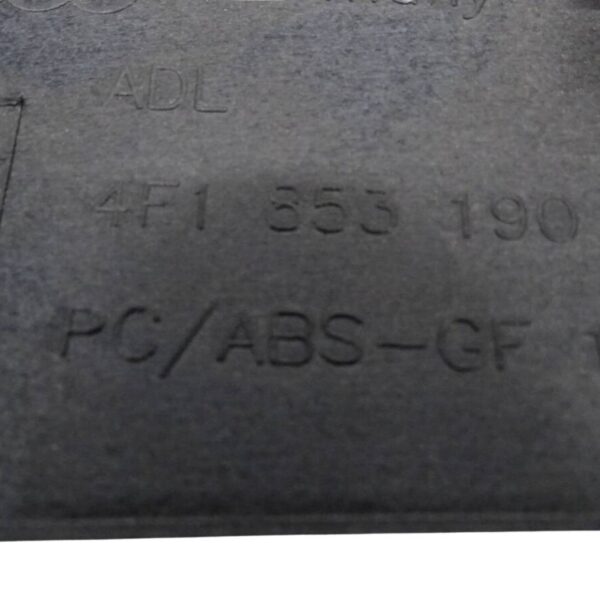 ADL
4F1 853 190
PC/ABS-GF